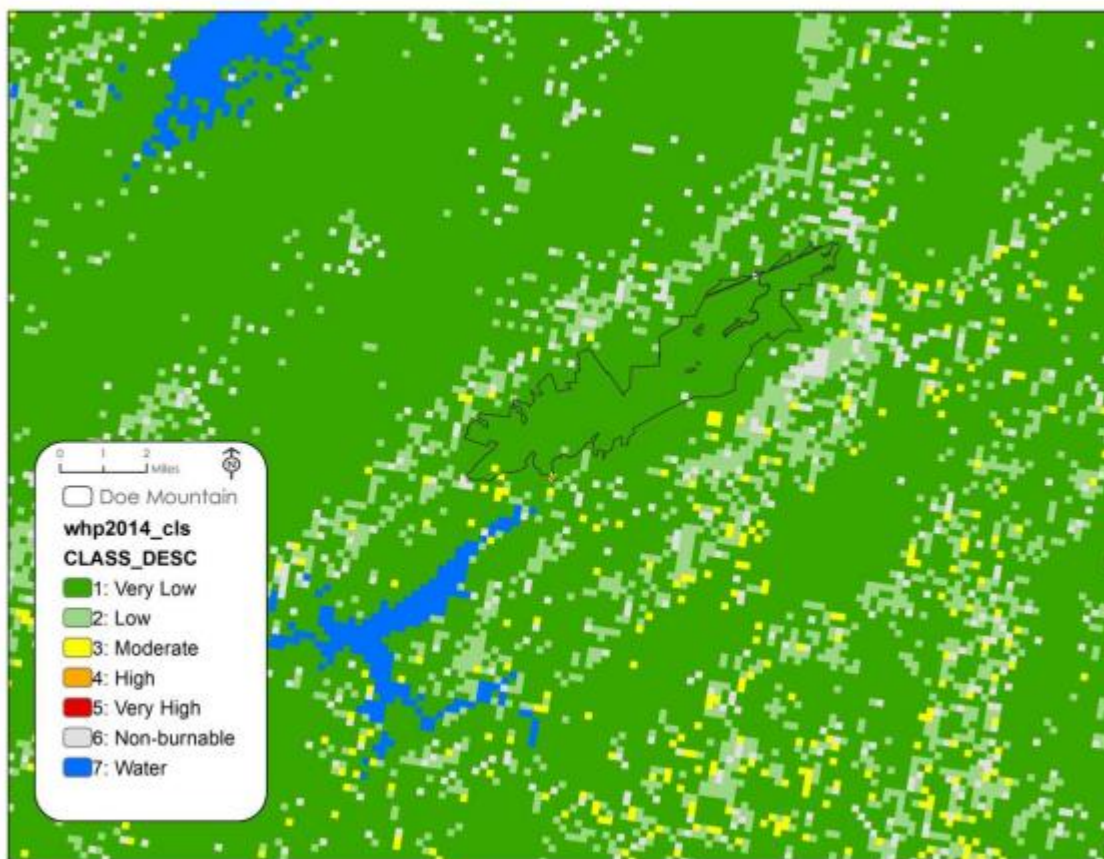 0 1 2
Miles
N
Doe Mountain
whp2014_cls
CLASS_DESC
1: Very Low
2: Low
3: Moderate
4: High
5: Very High
6: Non-burnable
7: Water